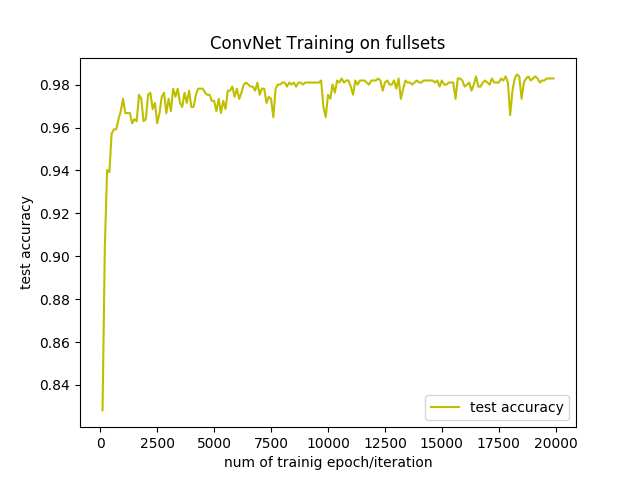 ConvNet Training on fullsets
test accuracy
0.98
0.96
0.94
0.92
0.90
0.88
0.86
0.84
test accuracy
0 2500 5000 7500 10000 12500 15000 17500 20000
num of trainig epoch/iteration